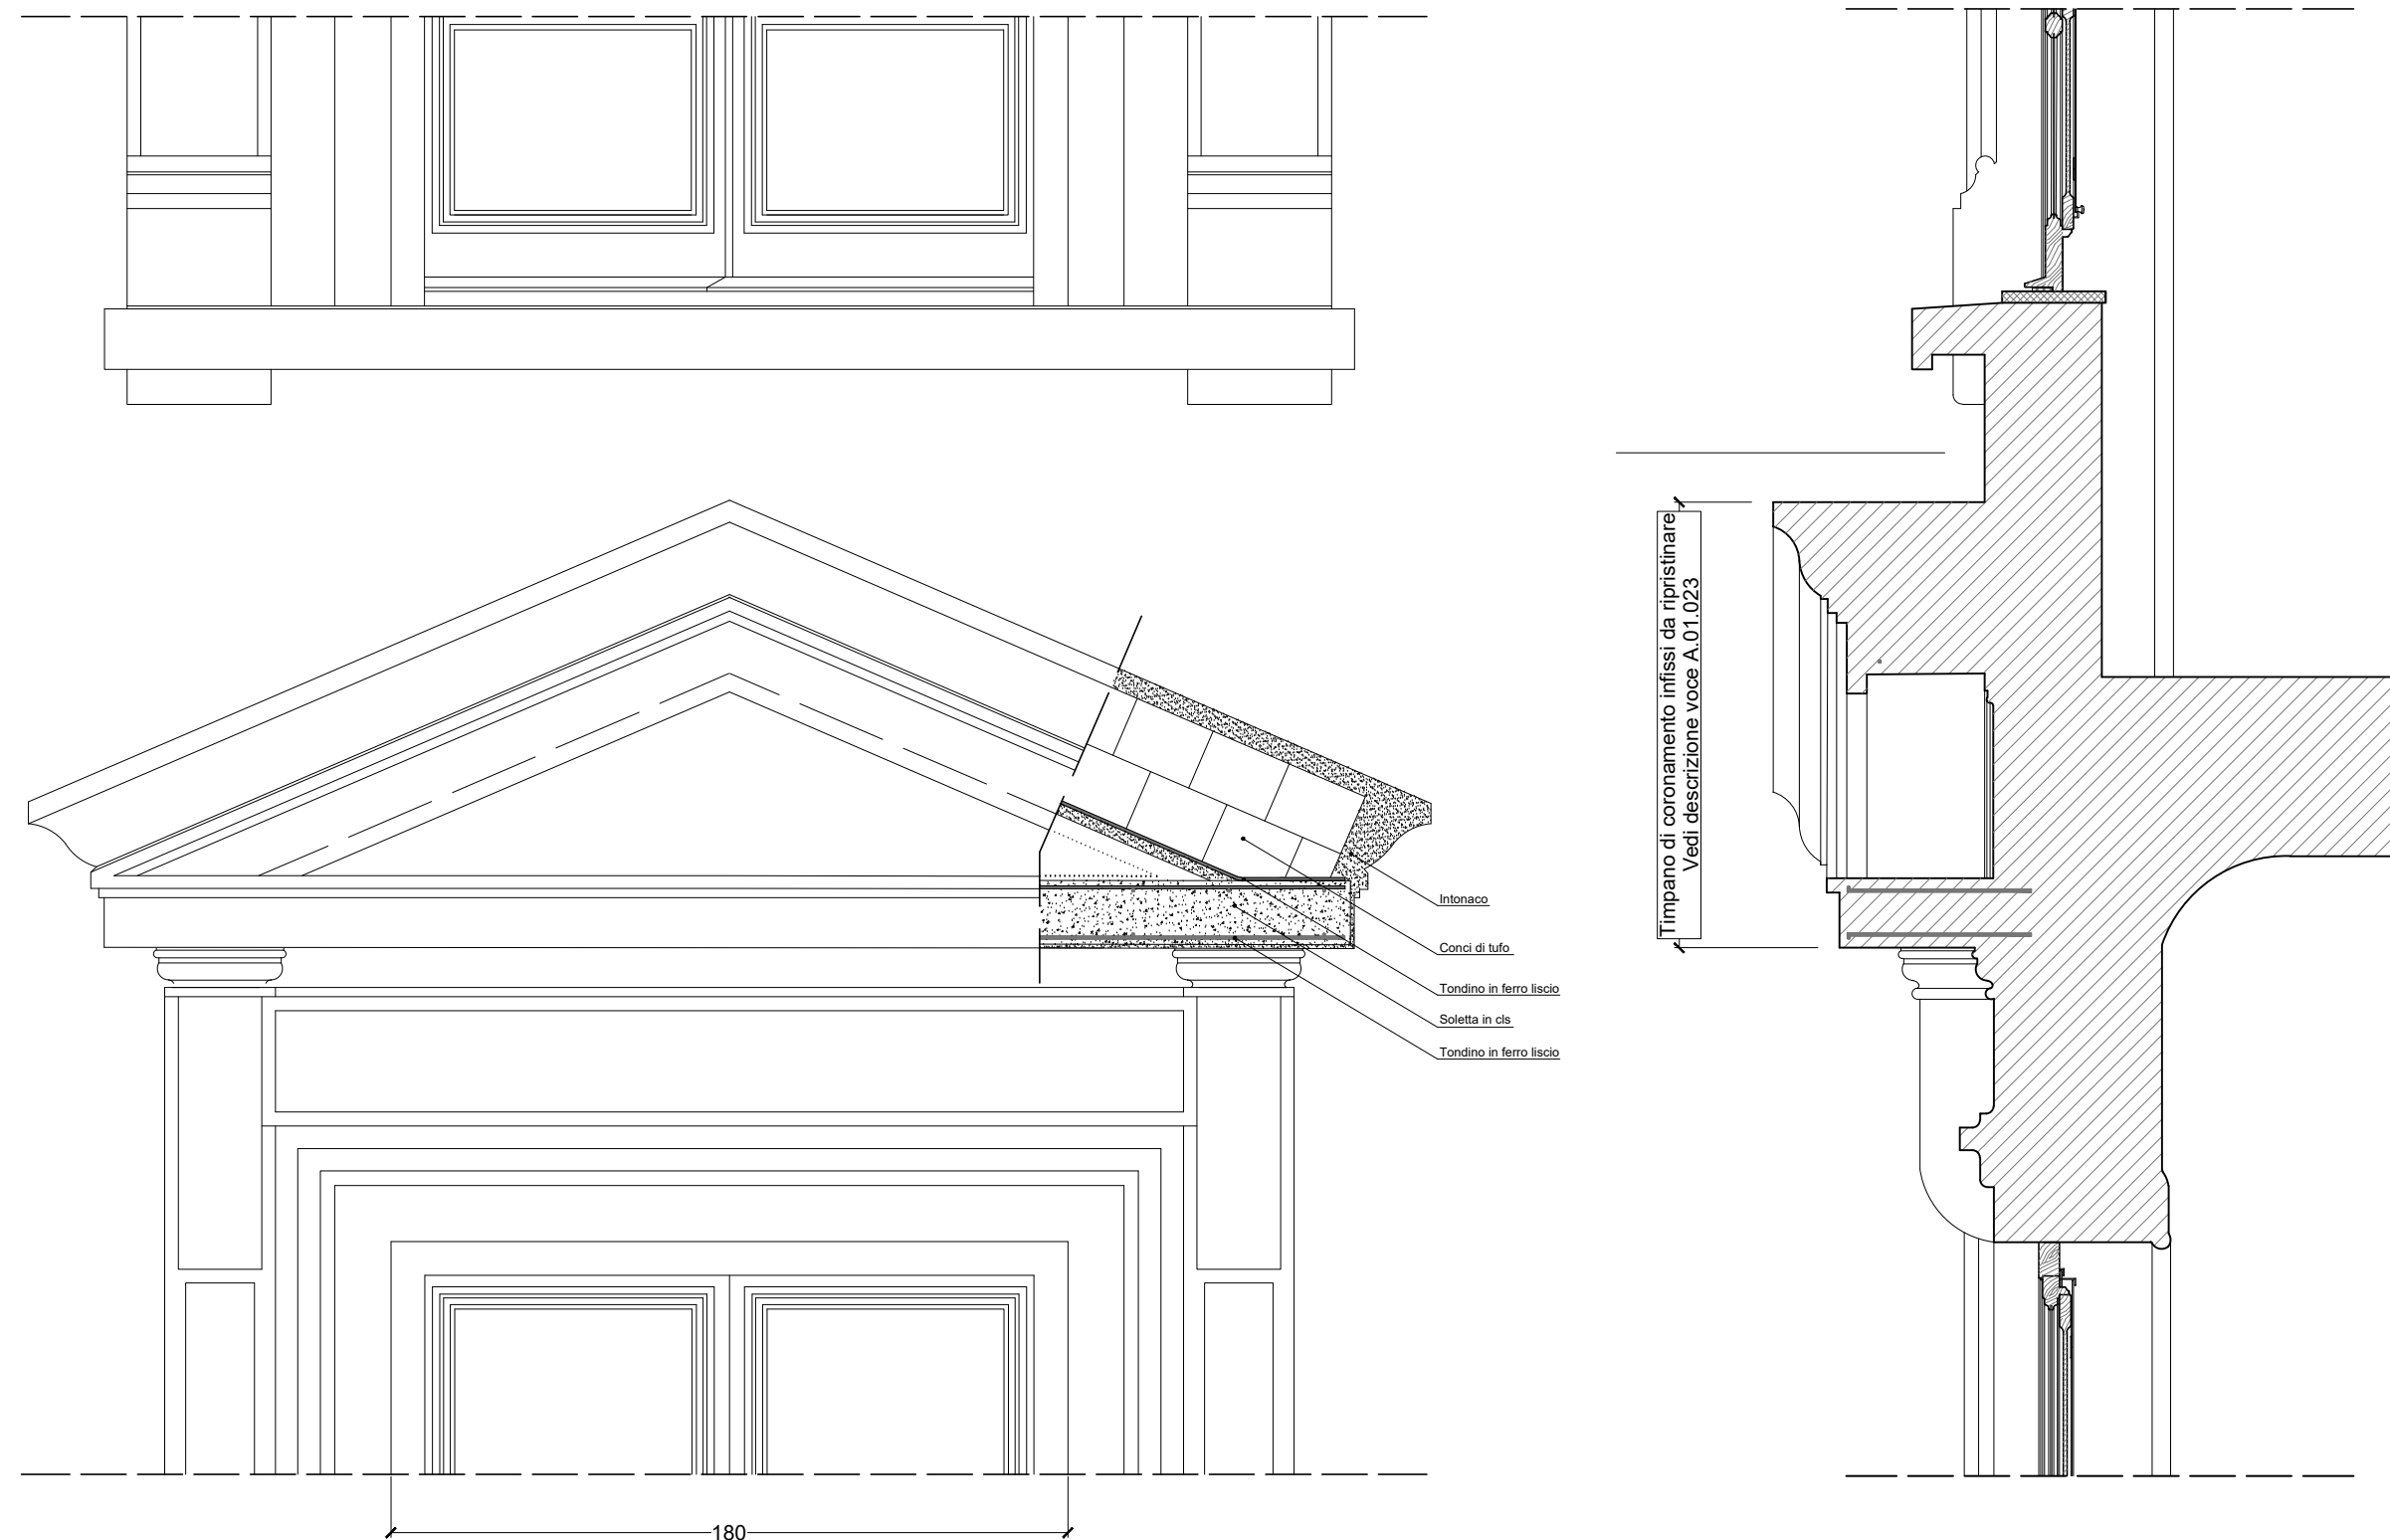 Timpano di coronamento infissi da ripristinare
Vedi descrizione voce A.01.023
Intonaco
Conci di tufo
Tondino in ferro liscio
Soletta in cls
Tondino in ferro liscio
180